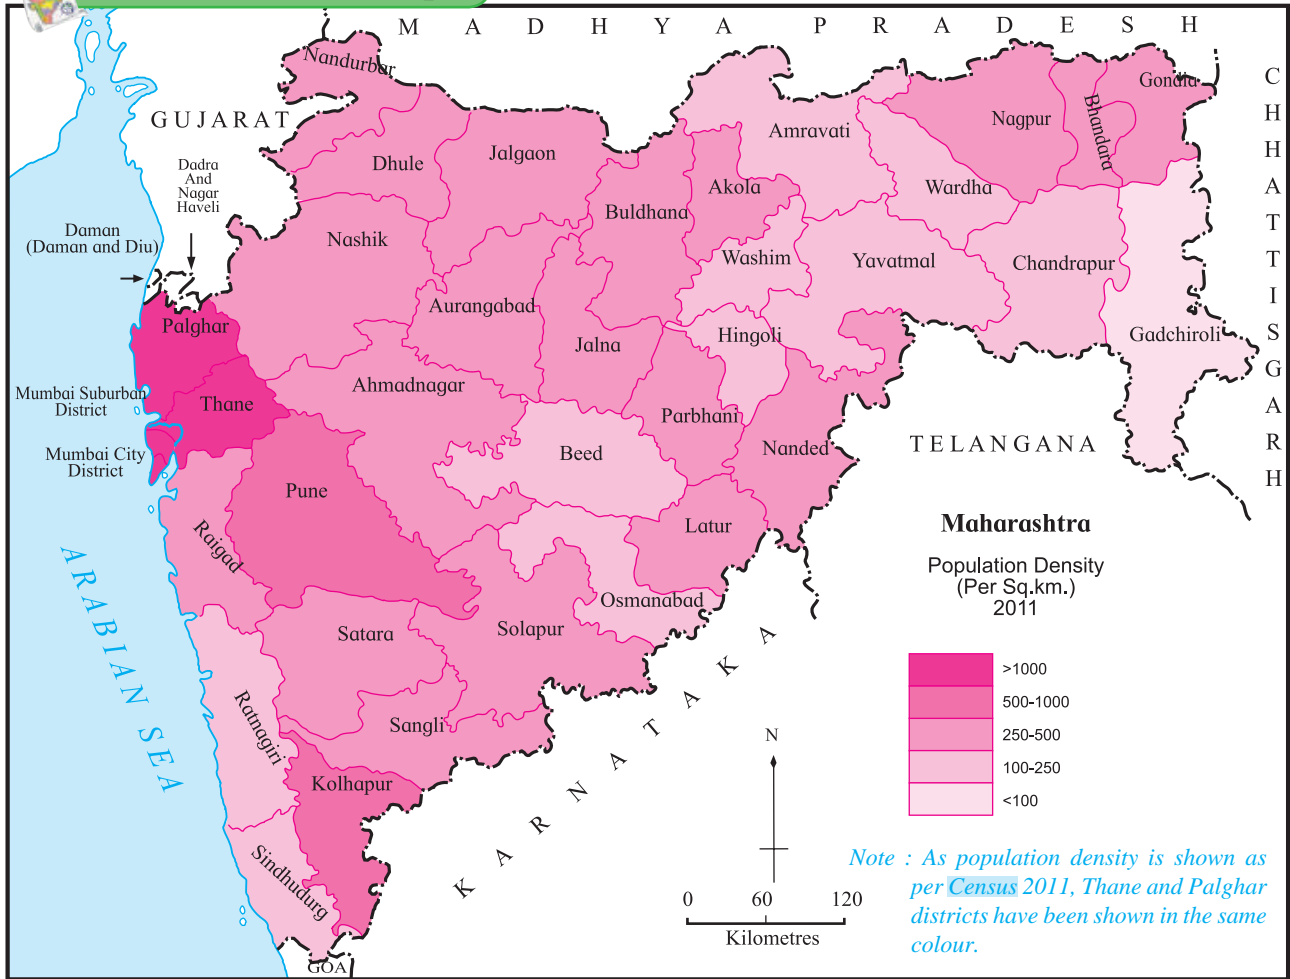 M A D H Y A P R A D E S H
C H H A T T I S G A R H
GUJARAT
Dadra
And
Nagar
Haveli
Daman
(Daman and Diu)
Nandurbar
Dhule
Jalgaon
Nashik
Buldhana
Akola
Amravati
Wardha
Nagpur
Bhandara
Gondia
Washim
Yavatmal
Chandrapur
Gadchiroli
Aurangabad
Jalna
Hingoli
Palghar
Thane
Mumbai Suburban
District
Mumbai City
District
Ahmadnagar
Beed
Parbhani
Nanded
Latur
Pune
Raigad
Osmanabad
Solapur
Satara
Sangli
Ratnagiri
Kolhapur
Sindhudurg
GOA
ARABIAN SEA
KARNATAKA
TELANGANA
Maharashtra
Population Density
(Per Sq.km.)
2011
>1000
500-1000
250-500
100-250
<100
N
0 60 120
Kilometres
Note : As population density is shown as
per Census 2011, Thane and Palghar
districts have been shown in the same
colour.